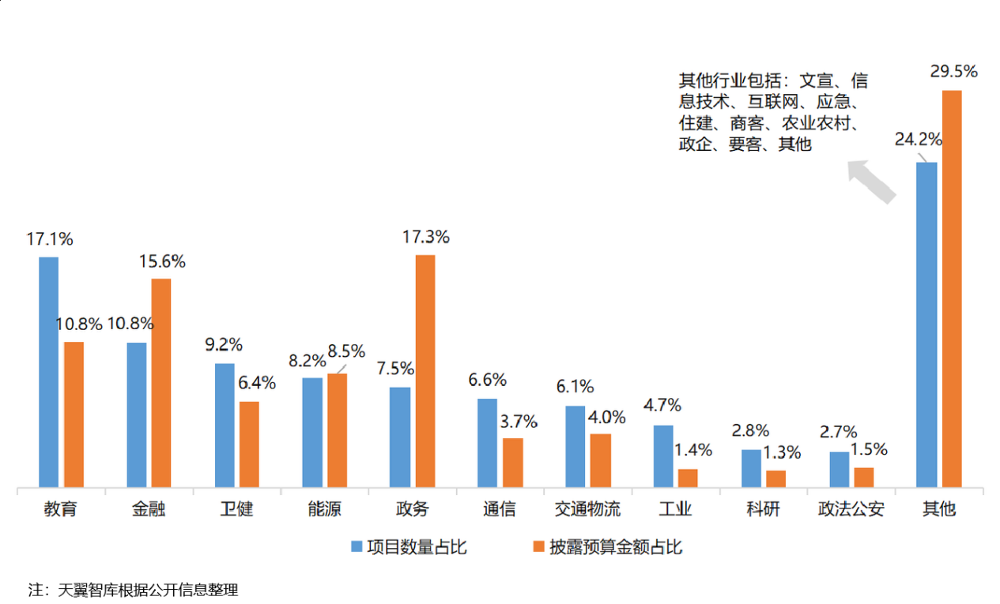 其他行业包括：文宣、信
息技术、互联网、应急、
住建、商客、农业农村、
政企、要客、其他
29.5%
24.2%
17.1%
10.8%
10.8%
15.6%
9.2%
6.4%
8.2%
8.5%
7.5%
17.3%
6.6%
3.7%
6.1%
4.0%
4.7%
1.4%
2.8%
1.3%
2.7%
1.5%
教育
金融
卫健
能源
政务
通信
交通物流
工业
科研
政法公安
其他
项目数量占比
披露预算金额占比
注：天翼智库根据公开信息整理